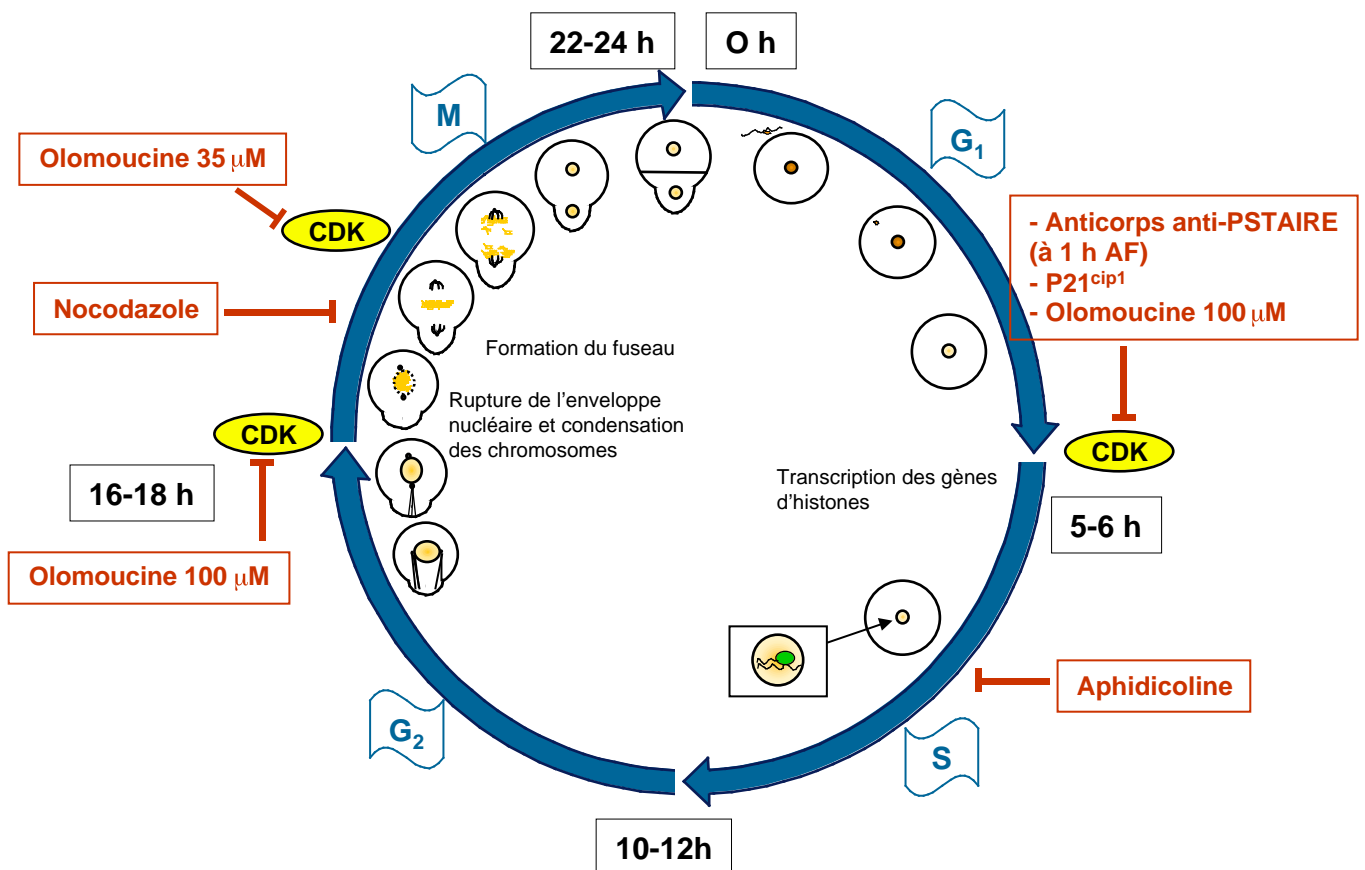 22-24 h
O h
M
G₁
Olomoucine 35 μM
CDK
- Anticorps anti-PSTAIRE
(à 1 h AF)
- P21cip1
- Olomoucine 100 μM
Nocodazole
Formation du fuseau
Rupture de l’enveloppe
nucléaire et condensation
des chromosomes
CDK
CDK
16-18 h
Transcription des gènes
d’histones
5-6 h
Olomoucine 100 μM
Aphidicoline
G₂
S
10-12h